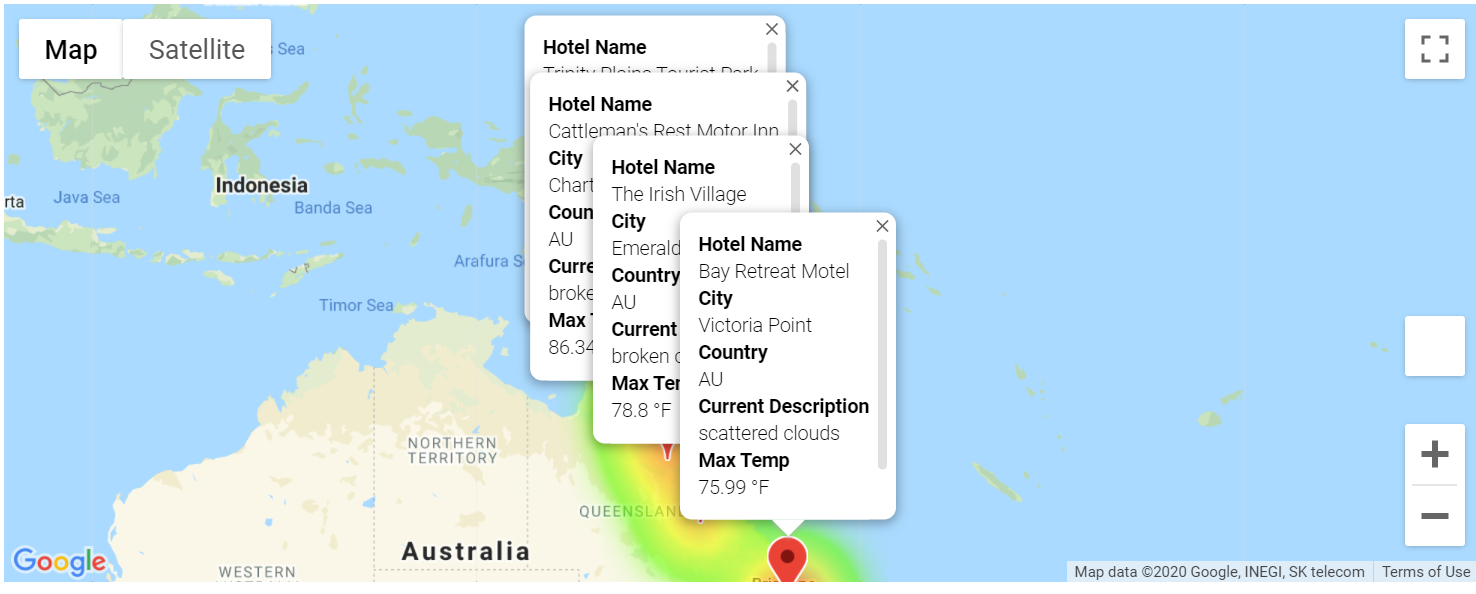 Map
Satellite
Sea
Indonesia
rta
Java Sea
Banda Sea
Arafura S
Timor Sea
NORTHERN
TERRITORY
QUEENSLAN
Australia
WESTERN
Google
Hotel Name
Trinity Plains Tourist Park
Hotel Name
Cattleman's Rest Motor Inn
City
Chart
Coun
AU
Curre
broke
Max
86.34
Hotel Name
The Irish Village
City
Emerald
Country
AU
Current
broken c
Max Ter
78.8 °F
Hotel Name
Bay Retreat Motel
City
Victoria Point
Country
AU
Current Description
scattered clouds
Max Temp
75.99 °F
Map data ©2020 Google, INEGI, SK telecom
Terms of Use